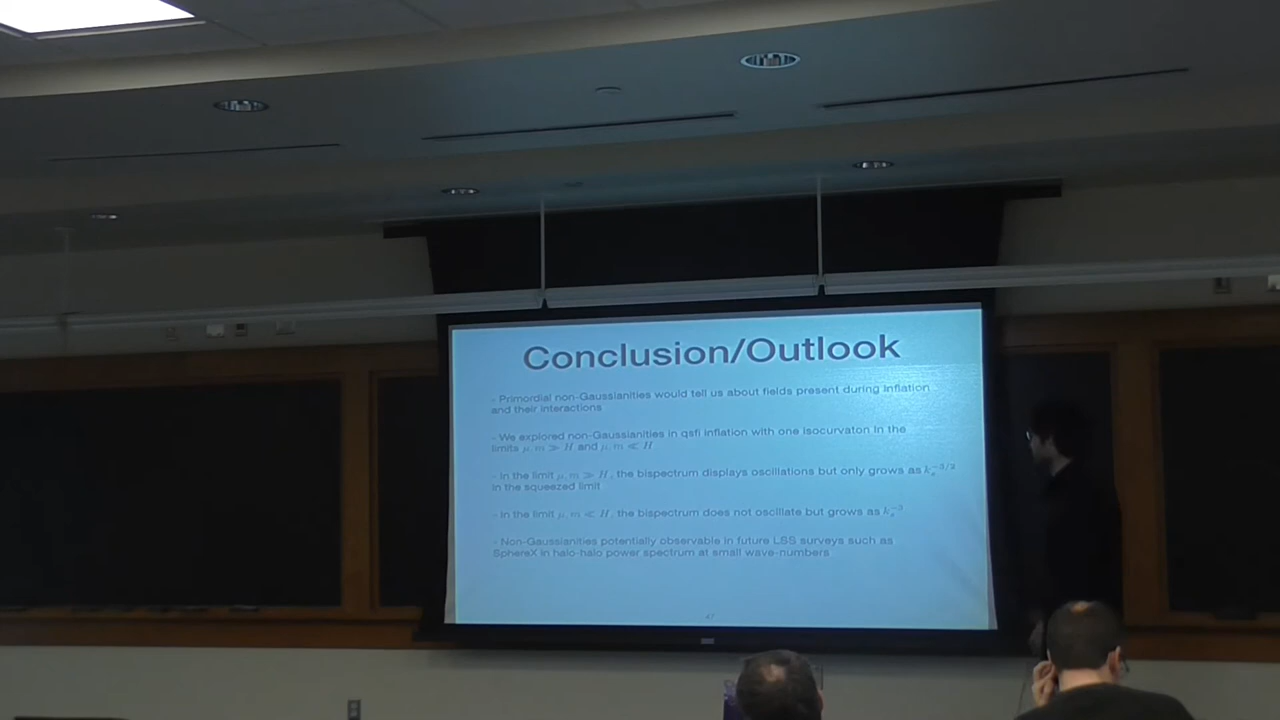 Conclusion/Outlook
- Primordial non-Gaussianities would tell us about fields present during inflation
and their interactions
- We explored non-Gaussianities in qsfi inflation with one isocurvaton in the
limits μ, m ≫ H and μ, m ≪ H
- In the limit μ, m ≫ H, the bispectrum displays oscillations but only grows as
in the squeezed limit
- In the limit μ, m ≪ H, the bispectrum does not oscillate but grows as
- Non-Gaussianities potentially observable in future LSS surveys such as
SphereX in halo-halo power spectrum at small wave-numbers